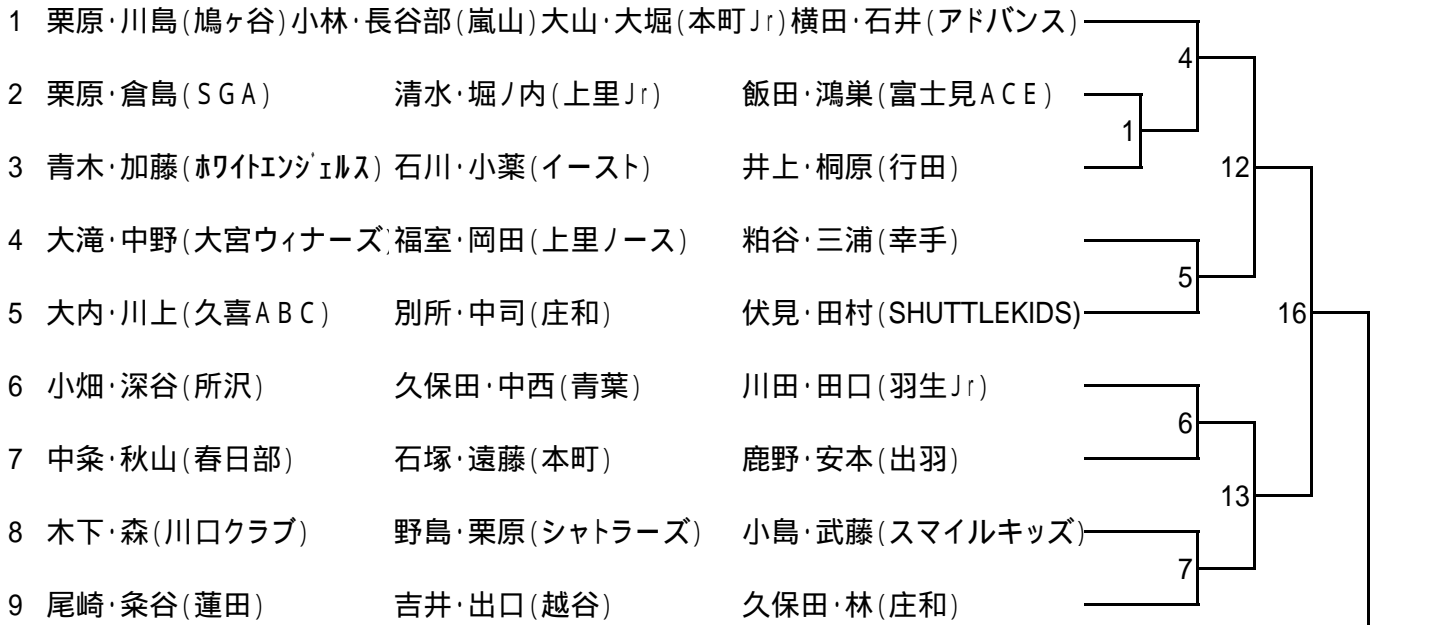 1 栗原·川島(鳩ヶ谷)小林·長谷部(嵐山)大山·大堀(本町Jr)横田·石井(アドバンス)
4
2 栗原·倉島(SGA) 清水·堀ノ内(上里Jr) 飯田·鴻巣(富士見ACE)
1
3 青木·加藤(ホワイトエンジェルス) 石川·小薬(イースト) 井上·桐原(行田)
12
4 大滝·中野(大宮ウィナーズ)福室·岡田(上里ノース) 粕谷·三浦(幸手)
5
5 大内·川上(久喜ABC) 別所·中司(庄和) 伏見·田村(SHUTTLEKIDS)
16
6 小畑·深谷(所沢) 久保田·中西(青葉) 川田·田口(羽生Jr)
6
7 中粂·秋山(春日部) 石塚·遠藤(本町) 鹿野·安本(出羽)
13
8 木下·森(川口クラブ) 野島·栗原(シャトラーズ) 小島·武藤(スマイルキッズ)
7
9 尾崎·粂谷(蓮田) 吉井·出口(越谷) 久保田·林(庄和)